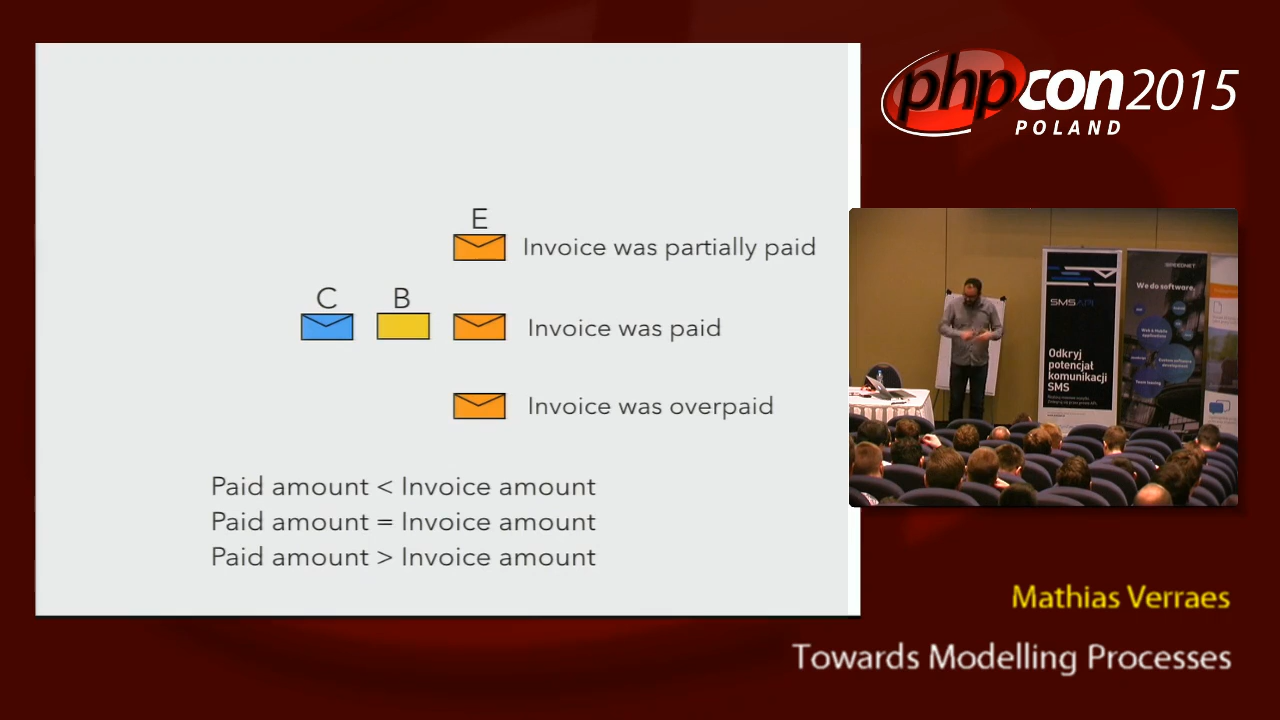 E
Invoice was partially paid
C B
Invoice was paid
Invoice was overpaid
Paid amount < Invoice amount
Paid amount = Invoice amount
Paid amount > Invoice amount
phpcon2015
POLAND
SMSAPI
Odkryj
potencjał
komunikacji
SMS
SPEEDNET
We do software.
Mathias Verraes
Towards Modelling Processes